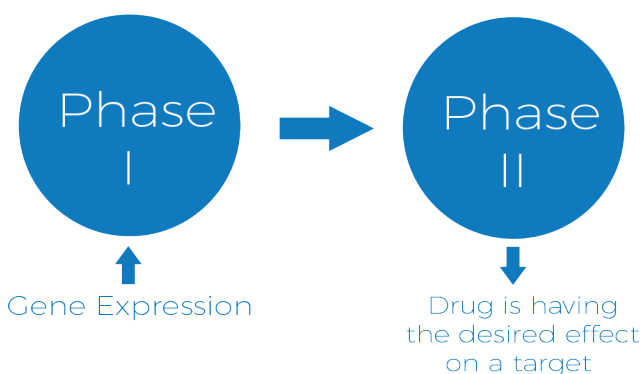 Phase
I
Phase
II
Gene Expression
Drug is having
the desired effect
on a target